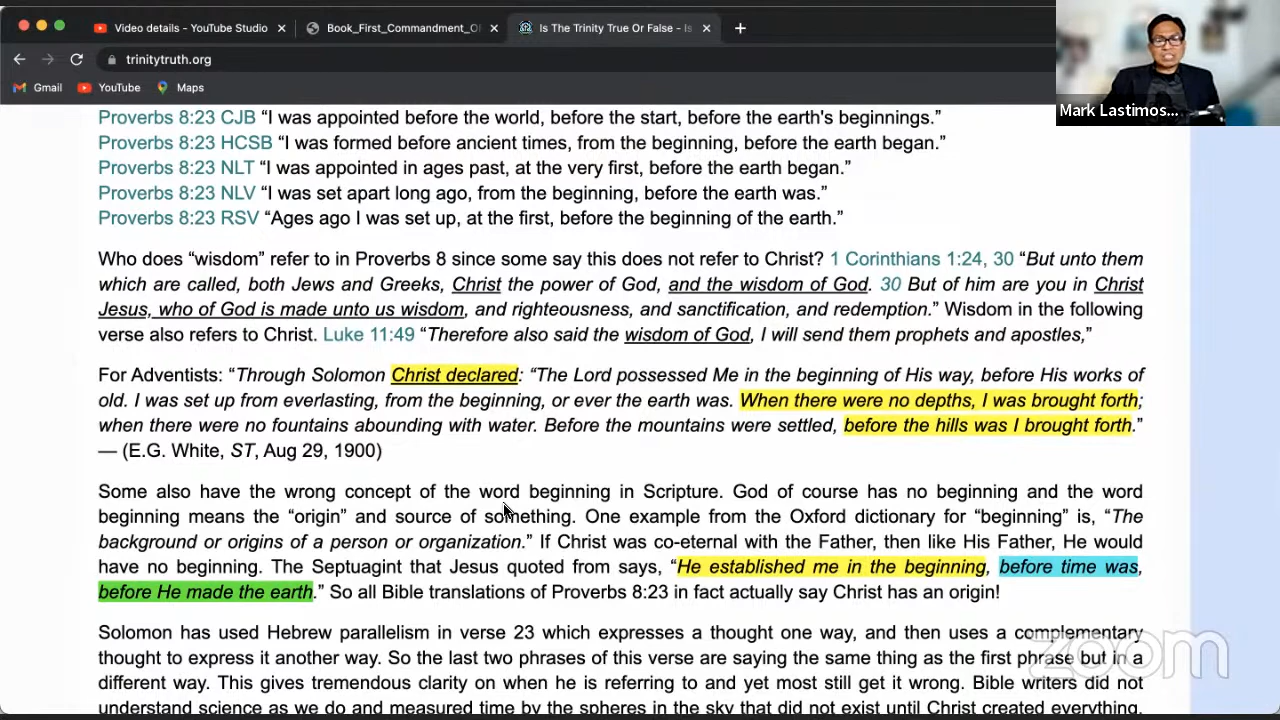 Video details - YouTube Studio
Book_First_Commandment_O
Is The Trinity True Or False - Is
trinitytruth.org
Gmail
YouTube
Maps
Mark Lastimos...
Proverbs 8:23 CJB “I was appointed before the world, before the start, before the earth's beginnings.”
Proverbs 8:23 HCSB “I was formed before ancient times, from the beginning, before the earth began.”
Proverbs 8:23 NLT “I was appointed in ages past, at the very first, before the earth began.”
Proverbs 8:23 NLV “I was set apart long ago, from the beginning, before the earth was.”
Proverbs 8:23 RSV “Ages ago I was set up, at the first, before the beginning of the earth.”
Who does “wisdom” refer to in Proverbs 8 since some say this does not refer to Christ? 1 Corinthians 1:24, 30 “But unto them
which are called, both Jews and Greeks, Christ the power of God, and the wisdom of God. 30 But of him are you in Christ
Jesus, who of God is made unto us wisdom, and righteousness, and sanctification, and redemption.” Wisdom in the following
verse also refers to Christ. Luke 11:49 “Therefore also said the wisdom of God, I will send them prophets and apostles,”
For Adventists: “Through Solomon Christ declared: “The Lord possessed Me in the beginning of His way, before His works of
old. I was set up from everlasting, from the beginning, or ever the earth was. When there were no depths, I was brought forth;
when there were no fountains abounding with water. Before the mountains were settled, before the hills was I brought forth.”
— (E.G. White, ST, Aug 29, 1900)
Some also have the wrong concept of the word beginning in Scripture. God of course has no beginning and the word
beginning means the “origin” and source of something. One example from the Oxford dictionary for “beginning” is, “The
background or origins of a person or organization.” If Christ was co-eternal with the Father, then like His Father, He would
have no beginning. The Septuagint that Jesus quoted from says, “He established me in the beginning, before time was,
before He made the earth.” So all Bible translations of Proverbs 8:23 in fact actually say Christ has an origin!
Solomon has used Hebrew parallelism in verse 23 which expresses a thought one way, and then uses a complementary
thought to express it another way. So the last two phrases of this verse are saying the same thing as the first phrase but in a
different way. This gives tremendous clarity on when he is referring to and yet most still get it wrong. Bible writers did not
understand science as we do and measured time by the spheres in the sky that did not exist until Christ created everything.
zoom